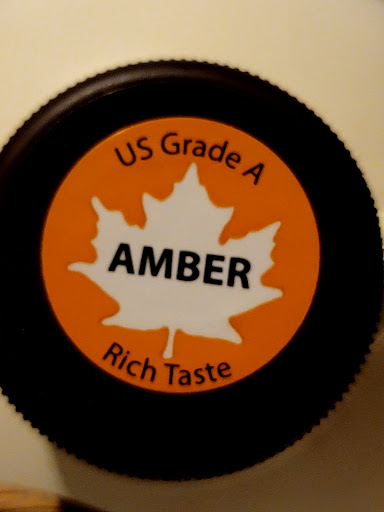 US Grade A
AMBER
Rich Taste